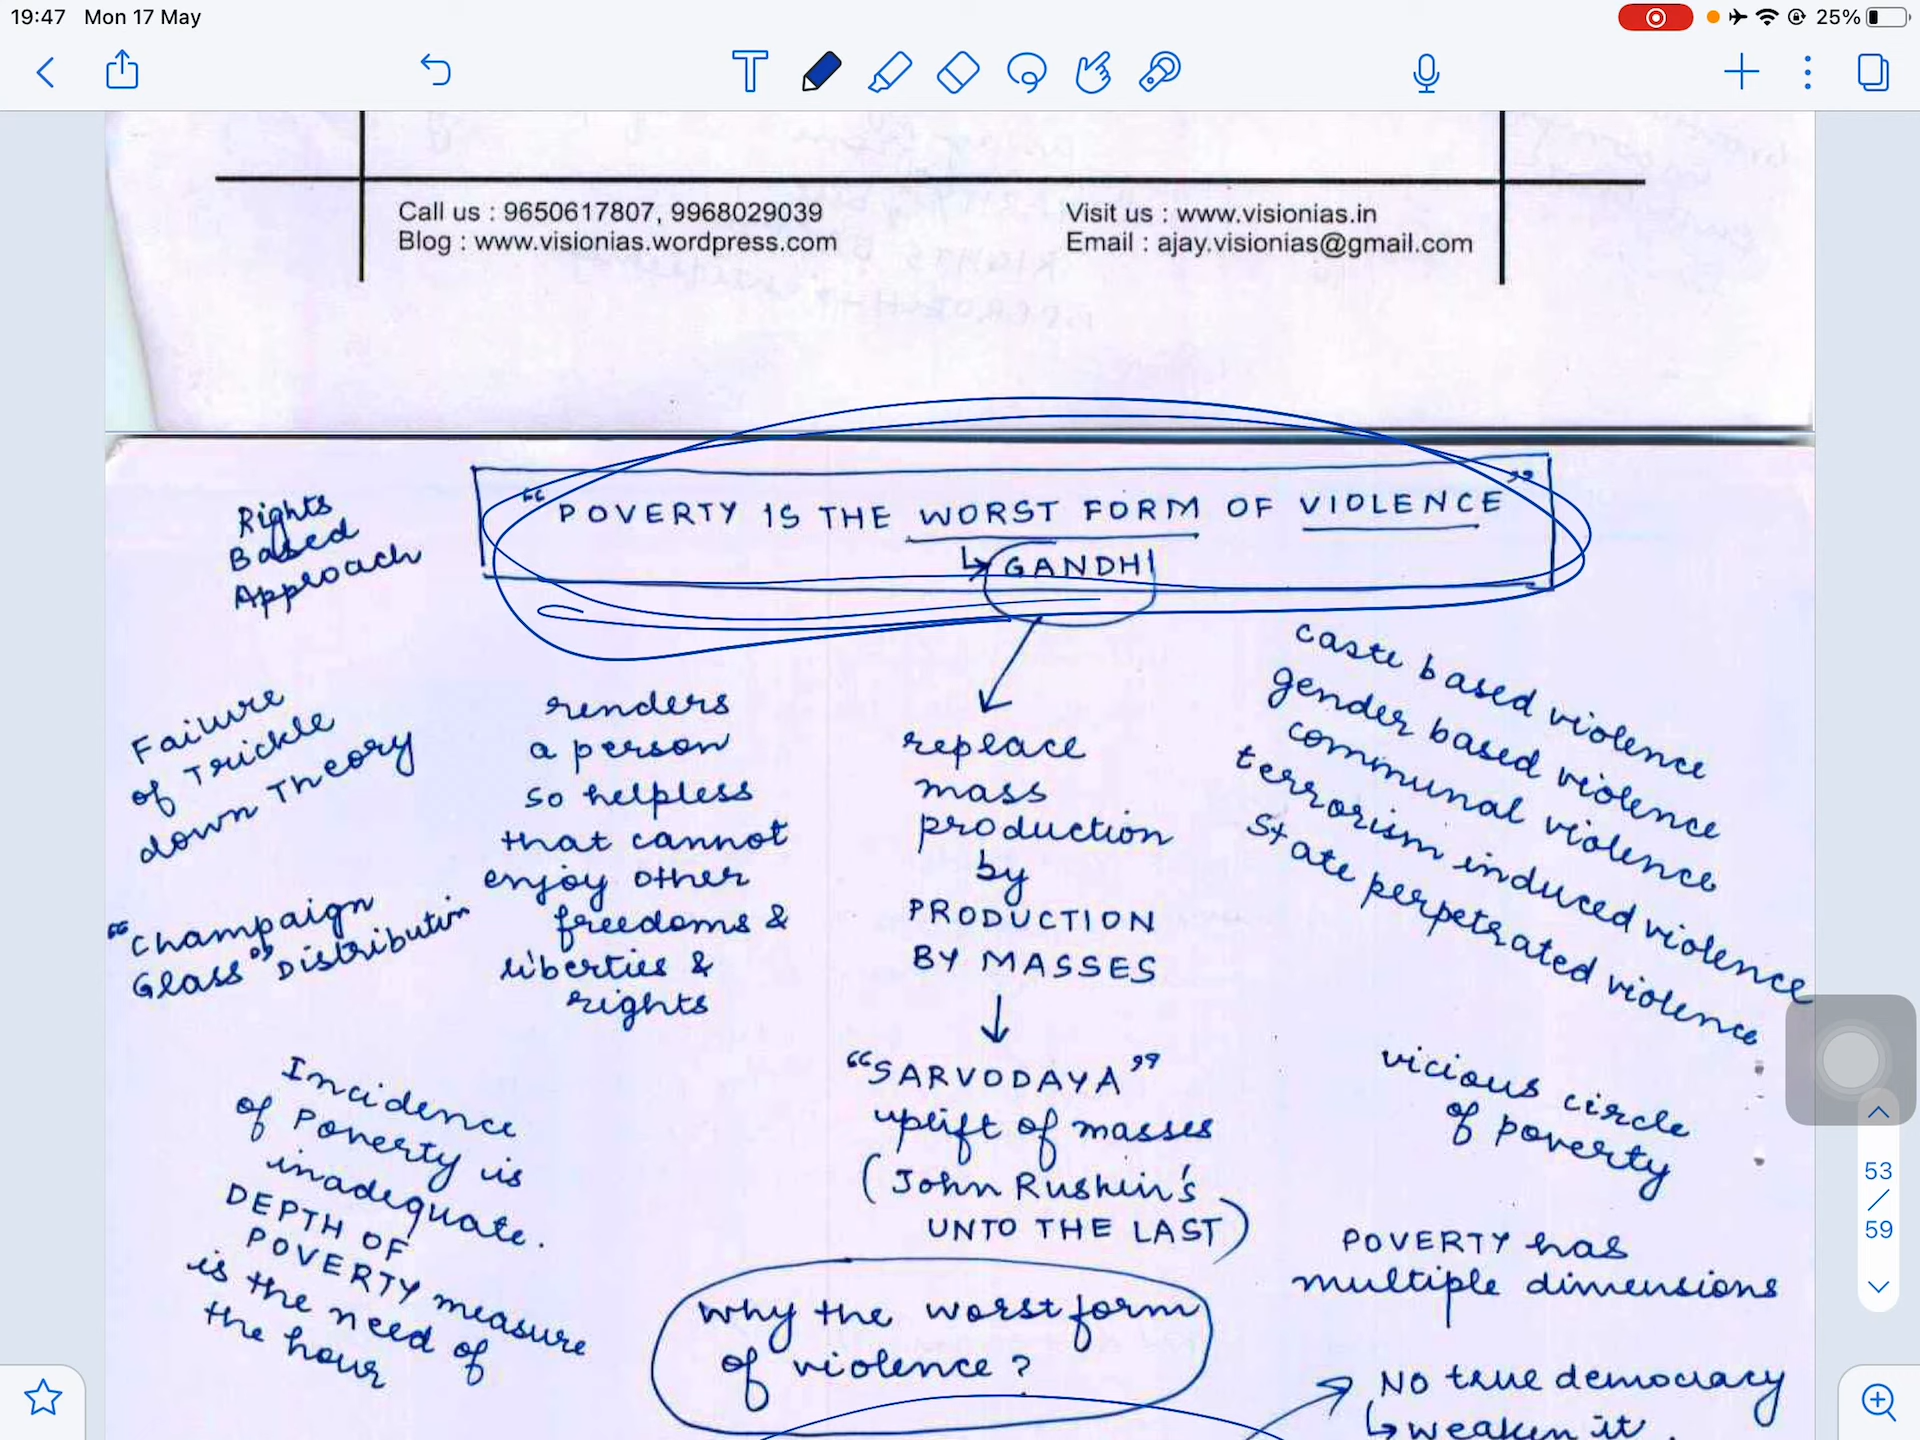 19:47 Mon 17 May
25%
Call us : 9650617807, 9968029039
Blog : www.visionias.wordpress.com
Visit us : www.visionias.in
Email : ajay.visionias@gmail.com
Rights
Based
Approach
“POVERTY IS THE WORST FORM OF VIOLENCE”
↳ GANDHI
Failure
of Trickle
down Theory
“Champaign
Glass” Distribution
renders
a person
so helpless
that cannot
enjoy other
freedoms &
liberties &
rights
replace
mass
production
by
PRODUCTION
BY MASSES
↓
“SARVODAYA”
uplift of masses
(John Ruskin's
UNTO THE LAST)
caste based violence
gender based violence
communal violence
terrorism induced violence
State perpetrated violence
vicious circle
of poverty
Incidence
of Poverty is
inadequate.
DEPTH OF
POVERTY measure
is the need of
the hour
why the worst form
of violence?
POVERTY has
multiple dimensions
No true democracy
↳ weaken it.
53
/
59